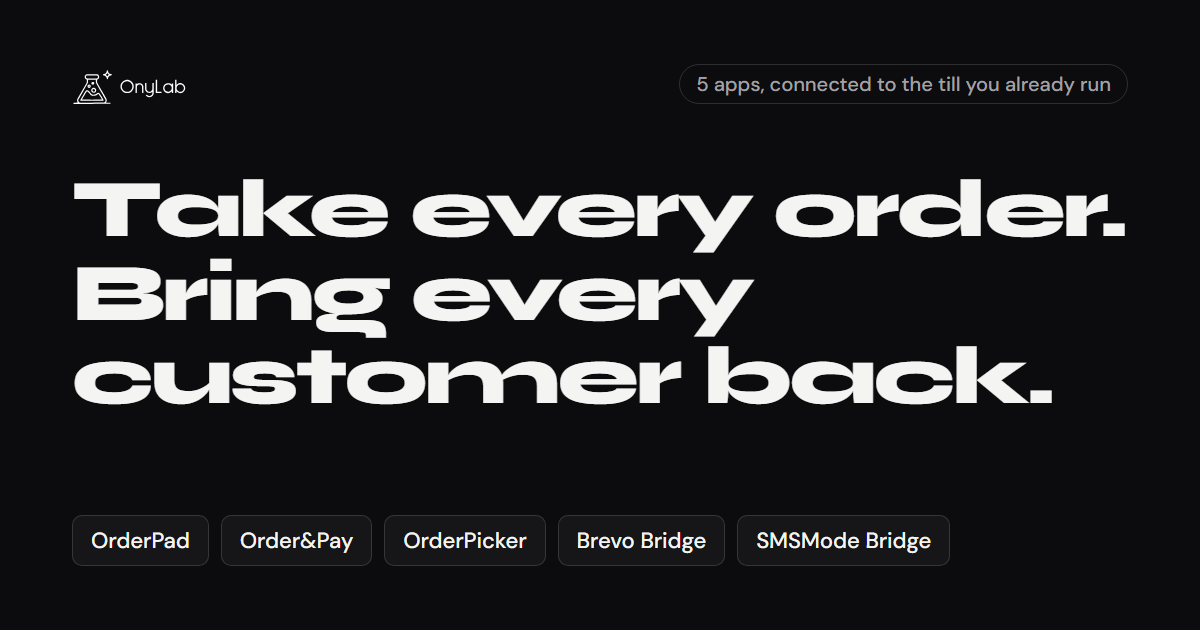 OnyLab
5 apps, connected to the till you already run
Take every order.
Bring every
customer back.
OrderPad
Order&Pay
OrderPicker
Brevo Bridge
SMSMode Bridge